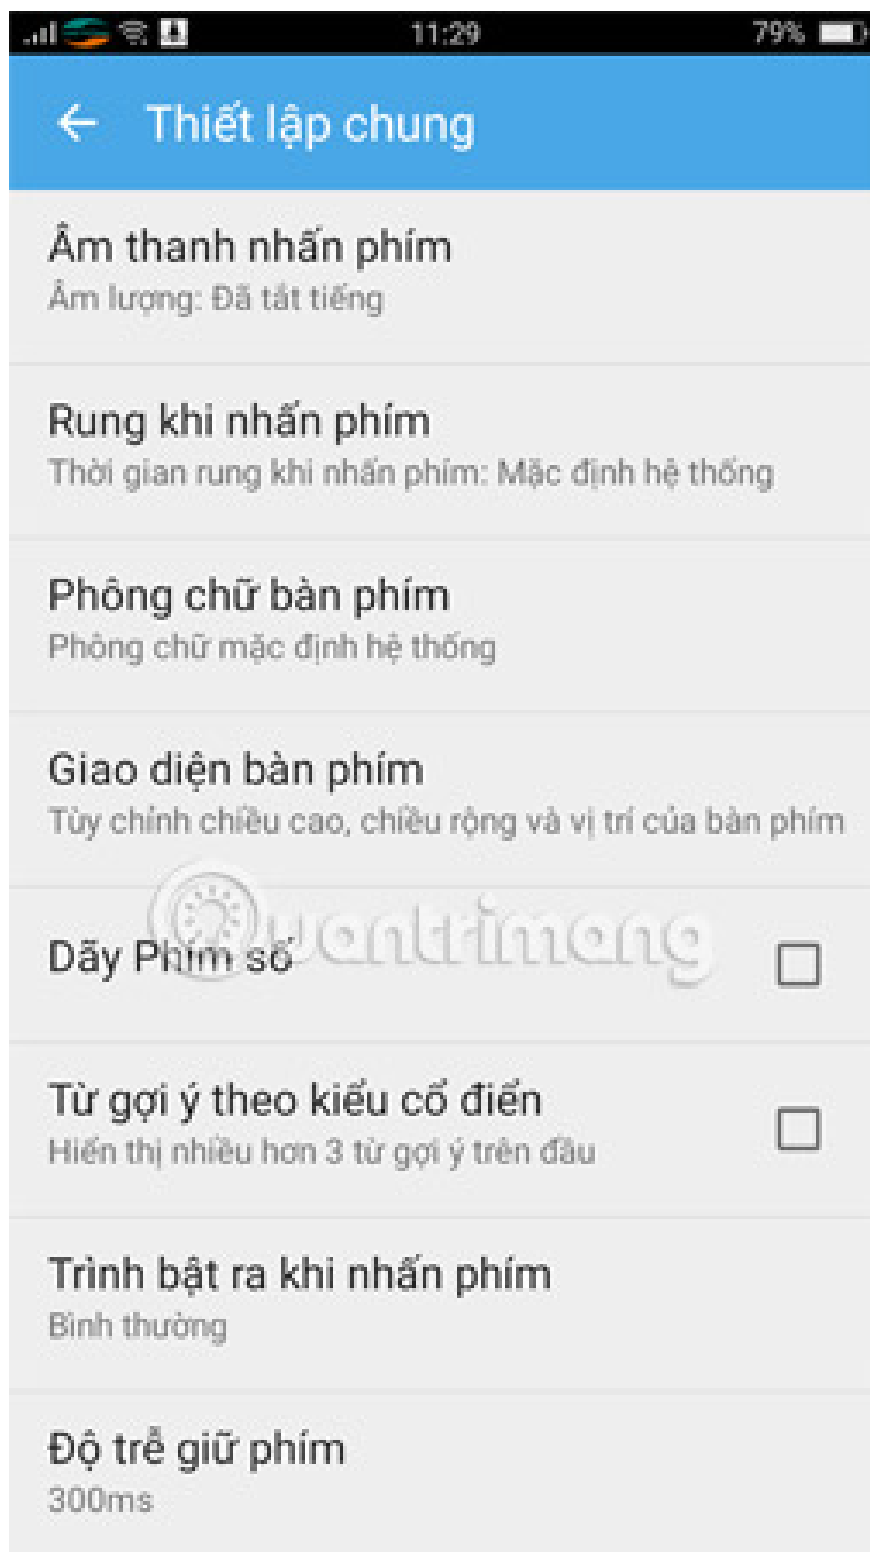 11:29 79%
Thiết lập chung
Âm thanh nhấn phím
Âm lượng: Đã tắt tiếng
Rung khi nhấn phím
Thời gian rung khi nhấn phím: Mặc định hệ thống
Phông chữ bàn phím
Phông chữ mặc định hệ thống
Giao diện bàn phím
Tùy chỉnh chiều cao, chiều rộng và vị trí của bàn phím
Quantrimang
Dãy Phím số
Từ gợi ý theo kiểu cổ điển
Hiển thị nhiều hơn 3 từ gợi ý trên đầu
Trình bật ra khi nhấn phím
Bình thường
Độ trễ giữ phím
300ms